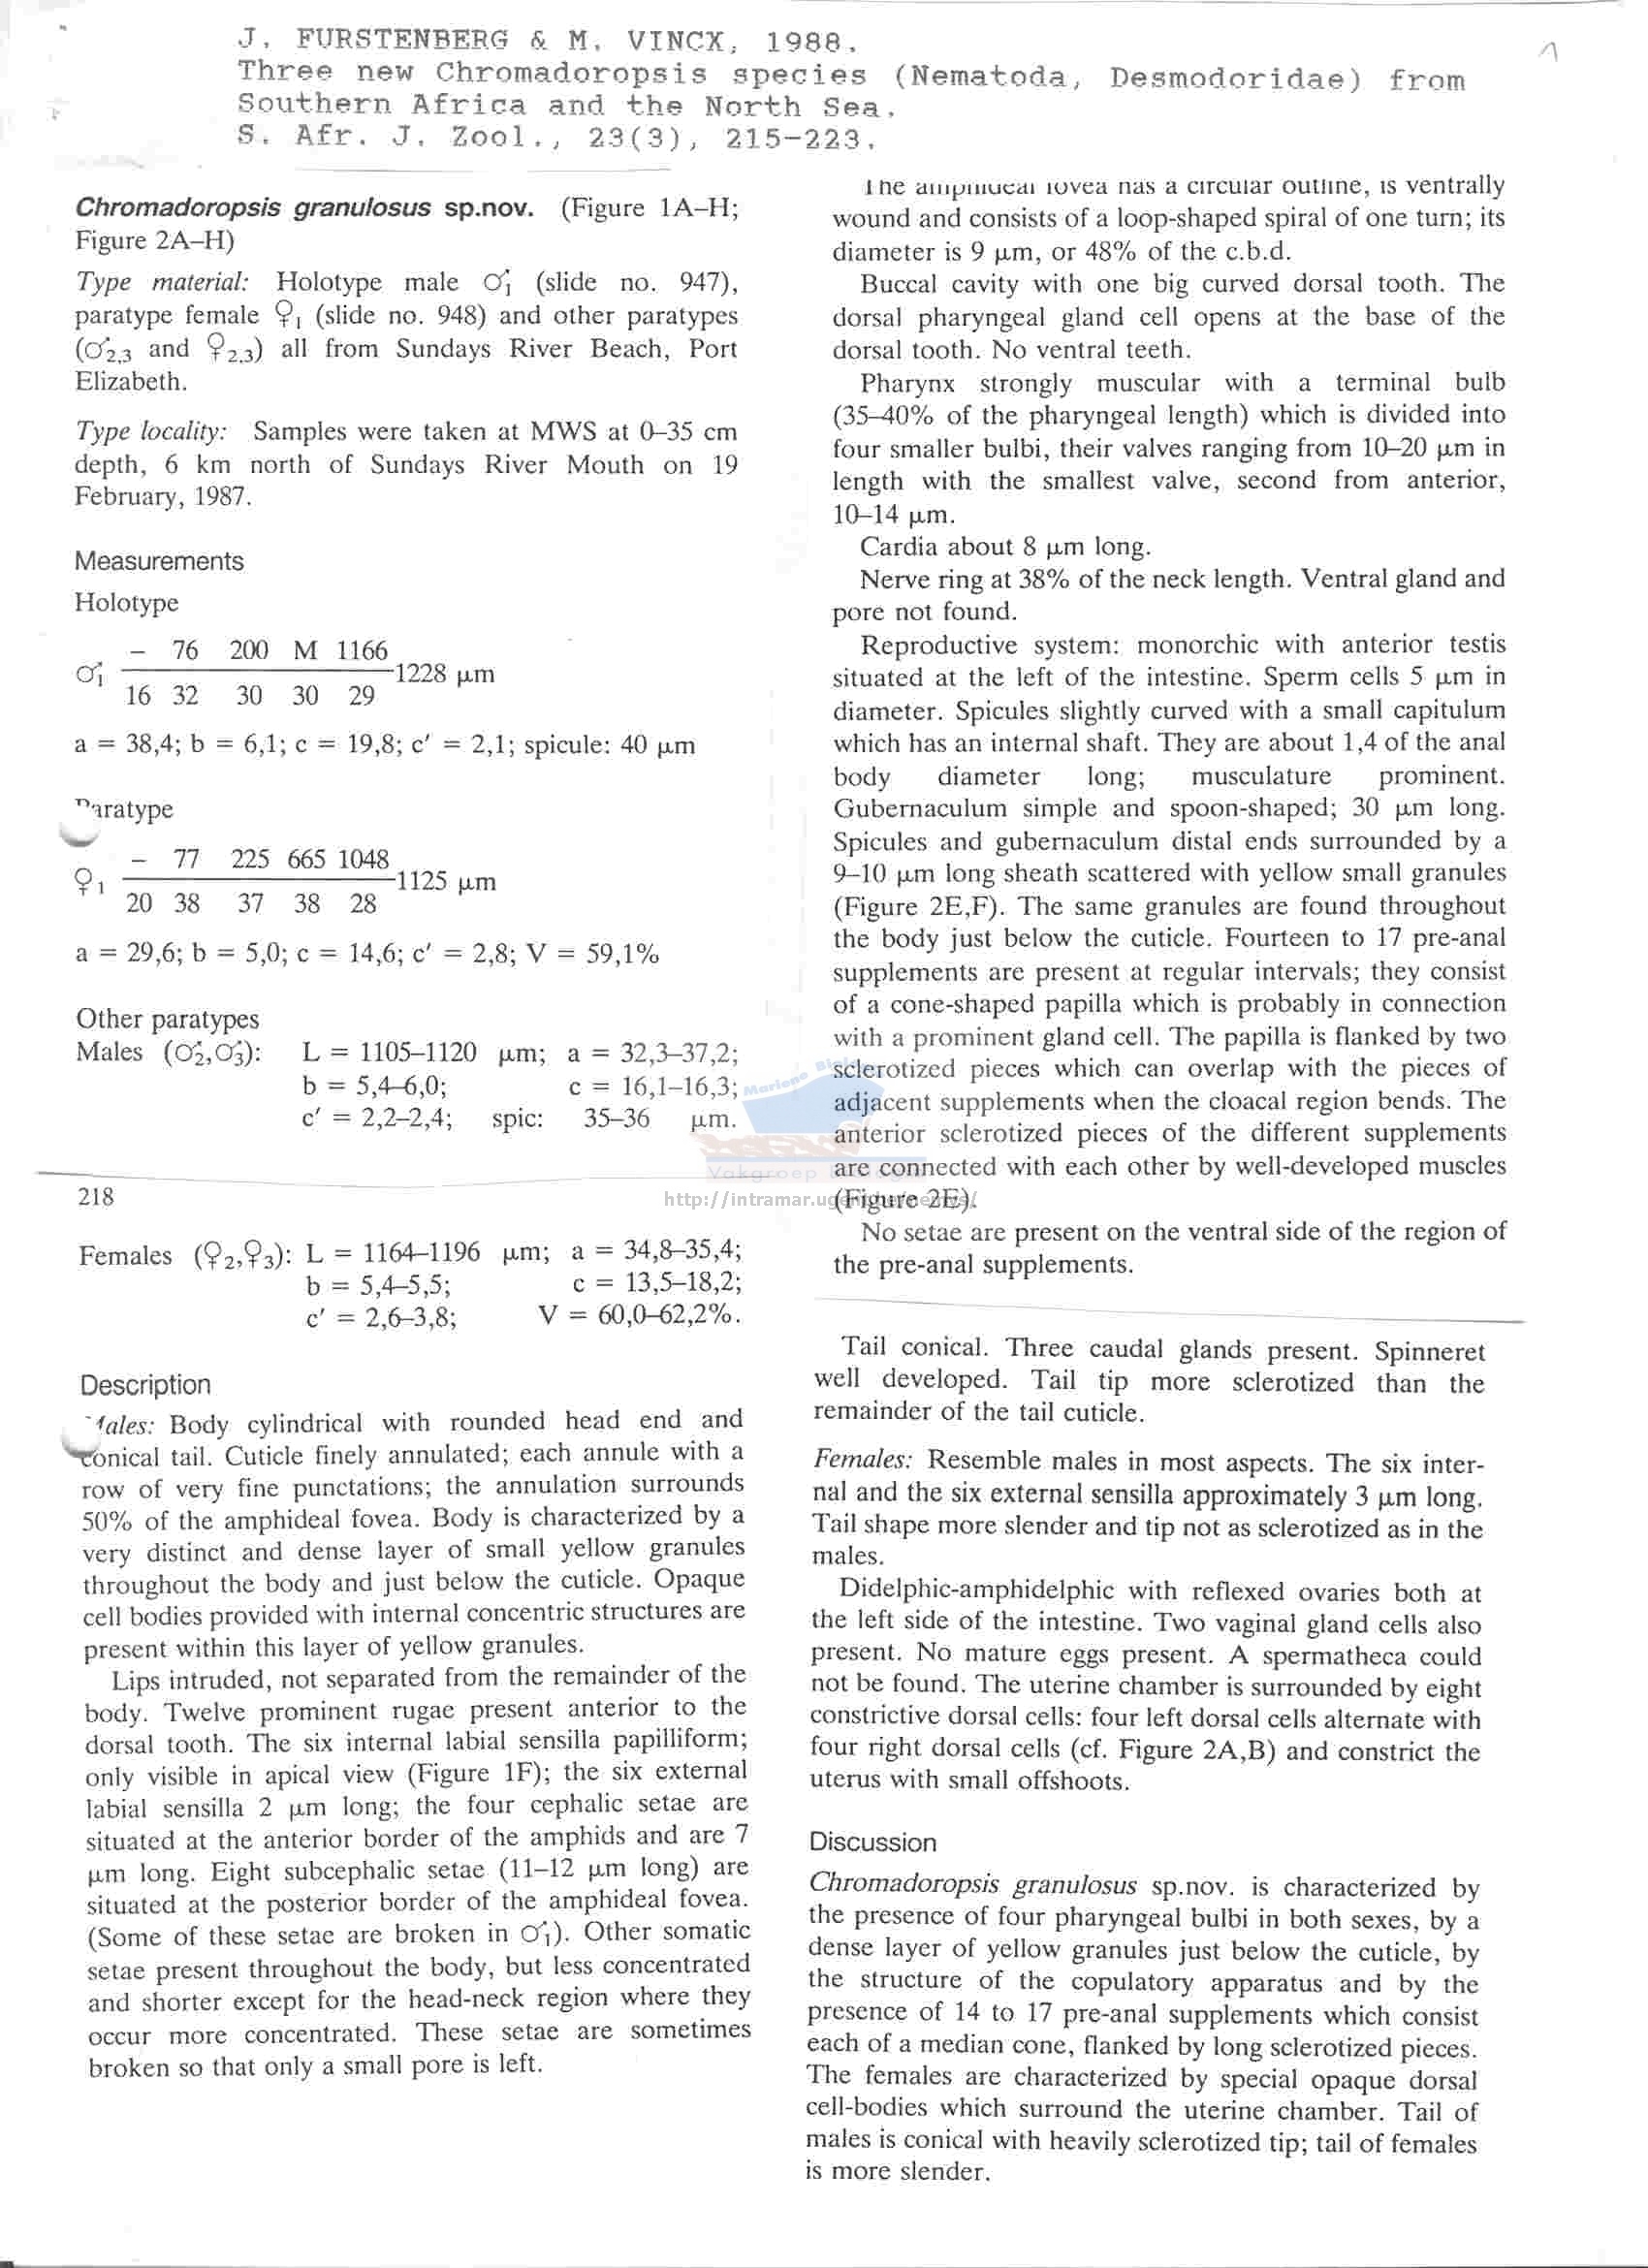 J. FURSTENBERG & M. VINCX, 1988.
Three new Chromadoropsis species (Nematoda, Desmodoridae) from
Southern Africa and the North Sea.
S. Afr. J. Zool., 23(3), 215-223.
1
Chromadoropsis granulosus sp.nov. (Figure 1A–H;
Figure 2A–H)
Type material: Holotype male ♂1 (slide no. 947),
paratype female ♀1 (slide no. 948) and other paratypes
(♂2,3 and ♀2,3) all from Sundays River Beach, Port
Elizabeth.
Type locality: Samples were taken at MWS at 0–35 cm
depth, 6 km north of Sundays River Mouth on 19
February, 1987.
Measurements
Holotype
– 76 200 M 1166
♂1 1228 μm
16 32 30 30 29
a = 38,4; b = 6,1; c = 19,8; c′ = 2,1; spicule: 40 μm
Paratype
– 77 225 665 1048
♀1 1125 μm
20 38 37 38 28
a = 29,6; b = 5,0; c = 14,6; c′ = 2,8; V = 59,1%
Other paratypes
Males (♂2,♂3): L = 1105–1120 μm; a = 32,3–37,2;
b = 5,4–6,0; c = 16,1–16,3;
c′ = 2,2–2,4; spic: 35–36 μm.
218
Females (♀2,♀3): L = 1164–1196 μm; a = 34,8–35,4;
b = 5,4–5,5; c = 13,5–18,2;
c′ = 2,6–3,8; V = 60,0–62,2%.
Description
Males: Body cylindrical with rounded head end and
conical tail. Cuticle finely annulated; each annule with a
row of very fine punctations; the annulation surrounds
50% of the amphideal fovea. Body is characterized by a
very distinct and dense layer of small yellow granules
throughout the body and just below the cuticle. Opaque
cell bodies provided with internal concentric structures are
present within this layer of yellow granules.
Lips intruded, not separated from the remainder of the
body. Twelve prominent rugae present anterior to the
dorsal tooth. The six internal labial sensilla papilliform;
only visible in apical view (Figure 1F); the six external
labial sensilla 2 μm long; the four cephalic setae are
situated at the anterior border of the amphids and are 7
μm long. Eight subcephalic setae (11–12 μm long) are
situated at the posterior border of the amphideal fovea.
(Some of these setae are broken in ♂1). Other somatic
setae present throughout the body, but less concentrated
and shorter except for the head-neck region where they
occur more concentrated. These setae are sometimes
broken so that only a small pore is left.
The amphideal fovea has a circular outline, is ventrally
wound and consists of a loop-shaped spiral of one turn; its
diameter is 9 μm, or 48% of the c.b.d.
Buccal cavity with one big curved dorsal tooth. The
dorsal pharyngeal gland cell opens at the base of the
dorsal tooth. No ventral teeth.
Pharynx strongly muscular with a terminal bulb
(35–40% of the pharyngeal length) which is divided into
four smaller bulbi, their valves ranging from 10–20 μm in
length with the smallest valve, second from anterior,
10–14 μm.
Cardia about 8 μm long.
Nerve ring at 38% of the neck length. Ventral gland and
pore not found.
Reproductive system: monorchic with anterior testis
situated at the left of the intestine. Sperm cells 5 μm in
diameter. Spicules slightly curved with a small capitulum
which has an internal shaft. They are about 1,4 of the anal
body diameter long; musculature prominent.
Gubernaculum simple and spoon-shaped; 30 μm long.
Spicules and gubernaculum distal ends surrounded by a
9–10 μm long sheath scattered with yellow small granules
(Figure 2E,F). The same granules are found throughout
the body just below the cuticle. Fourteen to 17 pre-anal
supplements are present at regular intervals; they consist
of a cone-shaped papilla which is probably in connection
with a prominent gland cell. The papilla is flanked by two
sclerotized pieces which can overlap with the pieces of
adjacent supplements when the cloacal region bends. The
anterior sclerotized pieces of the different supplements
are connected with each other by well-developed muscles
(Figure 2E).
No setae are present on the ventral side of the region of
the pre-anal supplements.
Tail conical. Three caudal glands present. Spinneret
well developed. Tail tip more sclerotized than the
remainder of the tail cuticle.
Females: Resemble males in most aspects. The six inter-
nal and the six external sensilla approximately 3 μm long.
Tail shape more slender and tip not as sclerotized as in the
males.
Didelphic-amphidelphic with reflexed ovaries both at
the left side of the intestine. Two vaginal gland cells also
present. No mature eggs present. A spermatheca could
not be found. The uterine chamber is surrounded by eight
constrictive dorsal cells: four left dorsal cells alternate with
four right dorsal cells (cf. Figure 2A,B) and constrict the
uterus with small offshoots.
Discussion
Chromadoropsis granulosus sp.nov. is characterized by
the presence of four pharyngeal bulbi in both sexes, by a
dense layer of yellow granules just below the cuticle, by
the structure of the copulatory apparatus and by the
presence of 14 to 17 pre-anal supplements which consist
each of a median cone, flanked by long sclerotized pieces.
The females are characterized by special opaque dorsal
cell-bodies which surround the uterine chamber. Tail of
males is conical with heavily sclerotized tip; tail of females
is more slender.
Mariene
Vakgroep
http://intramar.